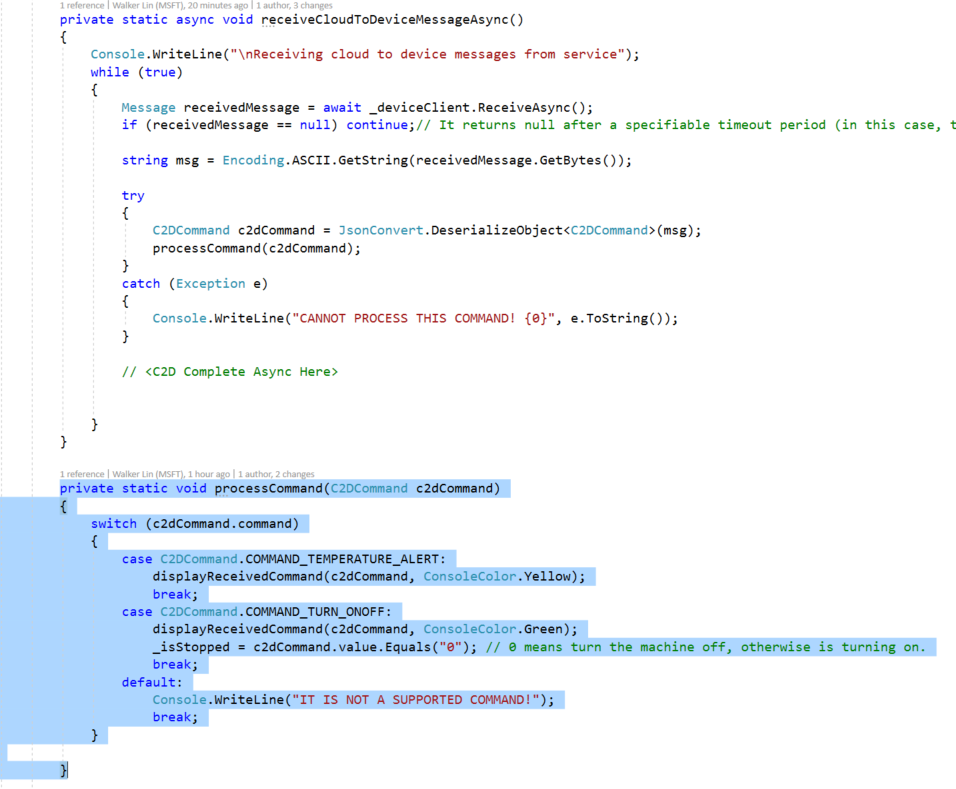 1 reference | Walker Lin (MSFT), 20 minutes ago | 1 author, 3 changes
private static async void receiveCloudToDeviceMessageAsync()
{
Console.WriteLine("\nReceiving cloud to device messages from service");
while (true)
{
Message receivedMessage = await _deviceClient.ReceiveAsync();
if (receivedMessage == null) continue;// It returns null after a specifiable timeout period (in this case, t
string msg = Encoding.ASCII.GetString(receivedMessage.GetBytes());
try
{
C2DCommand c2dCommand = JsonConvert.DeserializeObject<C2DCommand>(msg);
processCommand(c2dCommand);
}
catch (Exception e)
{
Console.WriteLine("CANNOT PROCESS THIS COMMAND! {0}", e.ToString());
}
// <C2D Complete Async Here>
}
}
1 reference | Walker Lin (MSFT), 1 hour ago | 1 author, 2 changes
private static void processCommand(C2DCommand c2dCommand)
{
switch (c2dCommand.command)
{
case C2DCommand.COMMAND_TEMPERATURE_ALERT:
displayReceivedCommand(c2dCommand, ConsoleColor.Yellow);
break;
case C2DCommand.COMMAND_TURN_ONOFF:
displayReceivedCommand(c2dCommand, ConsoleColor.Green);
_isStopped = c2dCommand.value.Equals("0"); // 0 means turn the machine off, otherwise is turning on.
break;
default:
Console.WriteLine("IT IS NOT A SUPPORTED COMMAND!");
break;
}
}